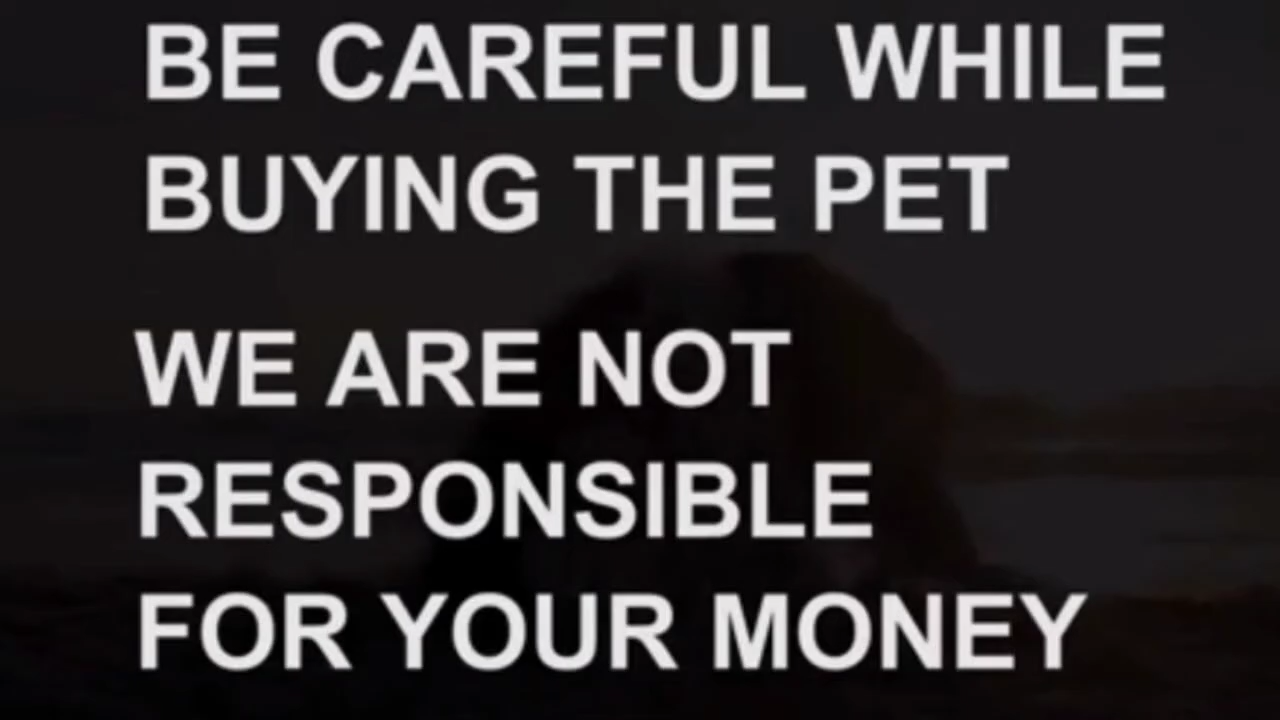 BE CAREFUL WHILE
BUYING THE PET
WE ARE NOT
RESPONSIBLE
FOR YOUR MONEY